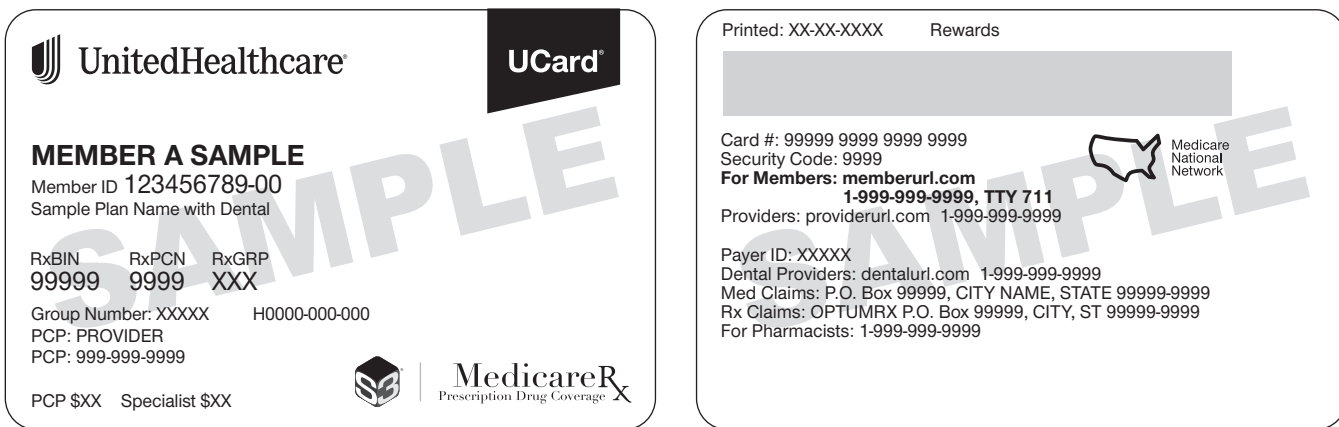 UnitedHealthcare®
UCard®
SAMPLE
MEMBER A SAMPLE
Member ID 123456789-00
Sample Plan Name with Dental
RxBIN RxPCN RxGRP
99999 9999 XXX
Group Number: XXXXX H0000-000-000
PCP: PROVIDER
PCP: 999-999-9999
PCP $XX Specialist $XX
S3®
MedicareRx
Prescription Drug Coverage
Printed: XX-XX-XXXX Rewards
SAMPLE
Card #: 99999 9999 9999 9999
Security Code: 9999
For Members: memberurl.com
1-999-999-9999, TTY 711
Providers: providerurl.com 1-999-999-9999
Medicare
National
Network
Payer ID: XXXXX
Dental Providers: dentalurl.com 1-999-999-9999
Med Claims: P.O. Box 99999, CITY NAME, STATE 99999-9999
Rx Claims: OPTUMRX P.O. Box 99999, CITY, ST 99999-9999
For Pharmacists: 1-999-999-9999